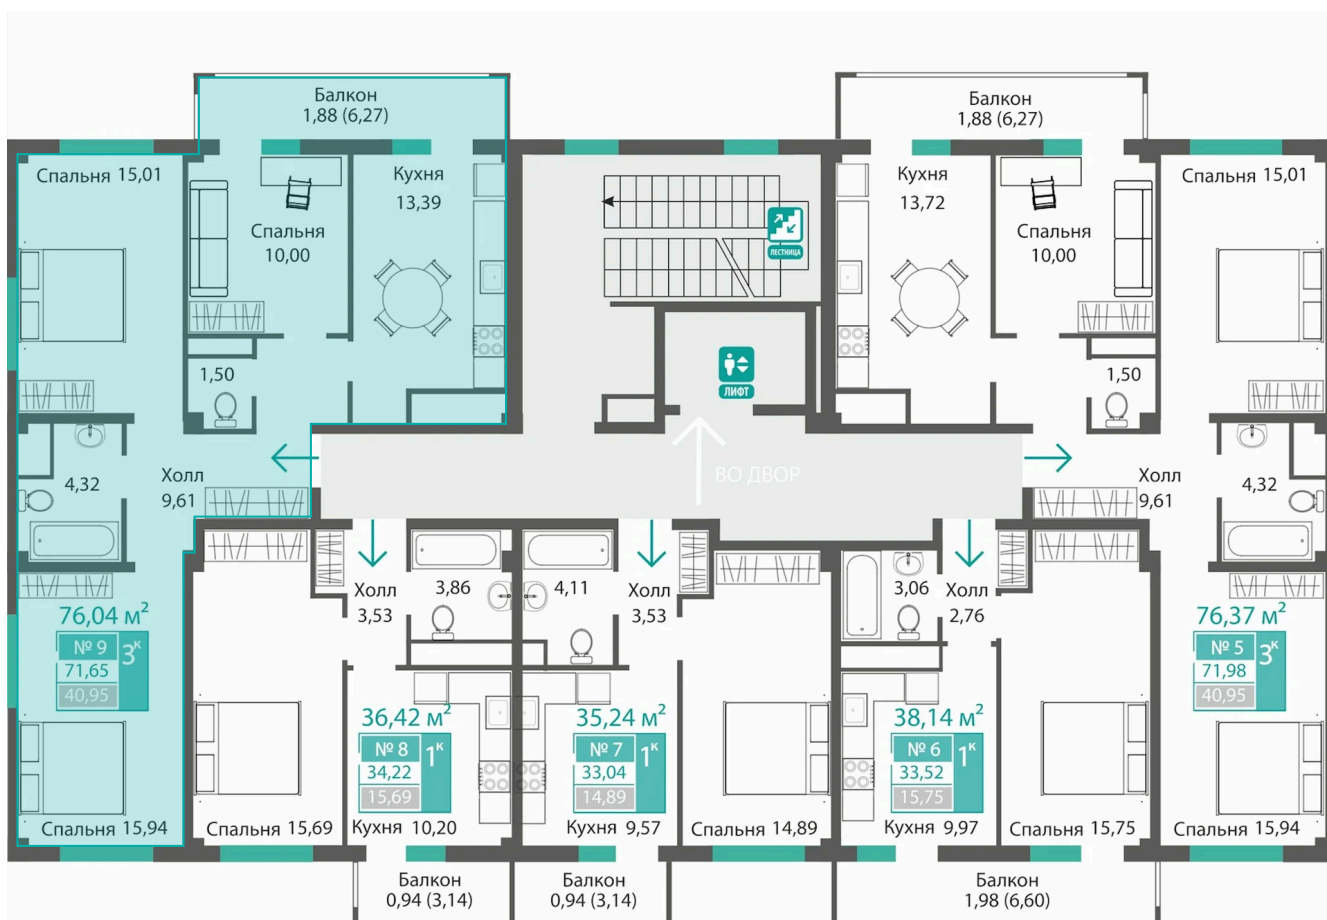 Балкон
1,88 (6,27)
Балкон
1,88 (6,27)
Спальня 15,01
Кухня
13,39
Спальня
10,00
ЛЕСТНИЦА
Кухня
13,72
Спальня
10,00
Спальня 15,01
1,50
ЛИФТ
1,50
4,32
Холл
9,61
ВО ДВОР
Холл
9,61
4,32
Холл
3,53
3,86
4,11
Холл
3,53
3,06
Холл
2,76
76,04 м²
№ 9
71,65
40,95
3к
76,37 м²
№ 5
71,98
40,95
3к
36,42 м²
№ 8
34,22
15,69
1к
35,24 м²
№ 7
33,04
14,89
1к
38,14 м²
№ 6
33,52
15,75
1к
Спальня 15,94
Спальня 15,69
Кухня 10,20
Кухня 9,57
Спальня 14,89
Кухня 9,97
Спальня 15,75
Спальня 15,94
Балкон
0,94 (3,14)
Балкон
0,94 (3,14)
Балкон
1,98 (6,60)